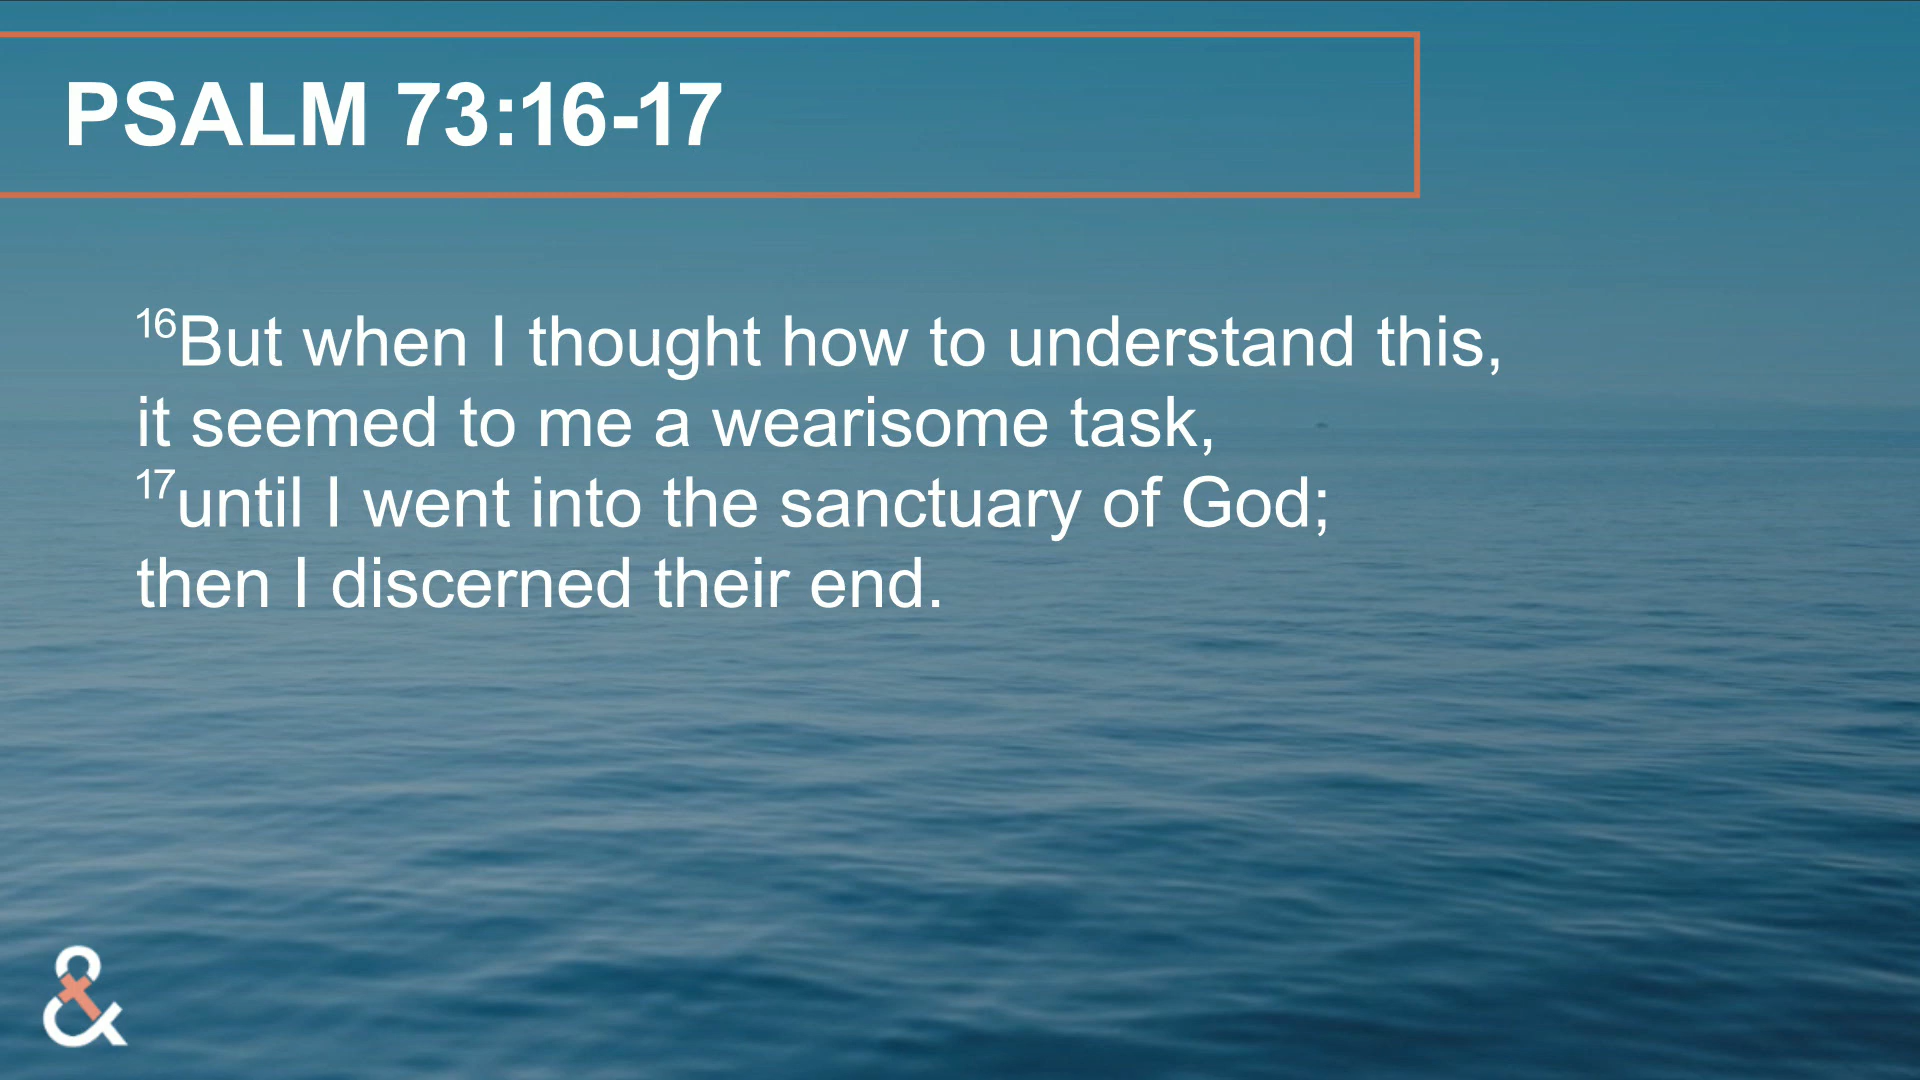 PSALM 73:16-17
16But when I thought how to understand this,
it seemed to me a wearisome task,
17until I went into the sanctuary of God;
then I discerned their end.
&